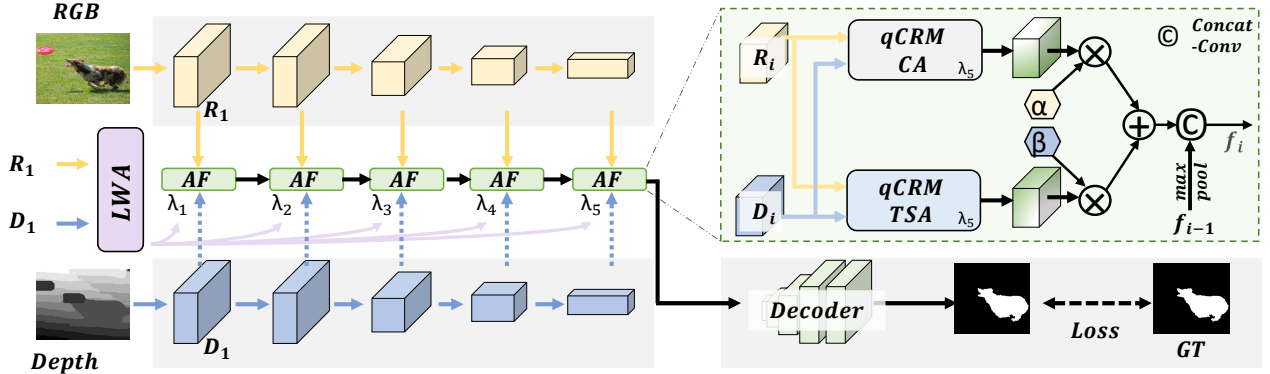 RGB
R1
R1
D1
LWA
AF
AF
AF
AF
AF
λ1
λ2
λ3
λ4
λ5
D1
Depth
Ri
Di
qCRM
CA
λ5
qCRM
TSA
λ5
α
β
© Concat
-Conv
C
fi
max
pool
fi−1
Decoder
Loss
GT